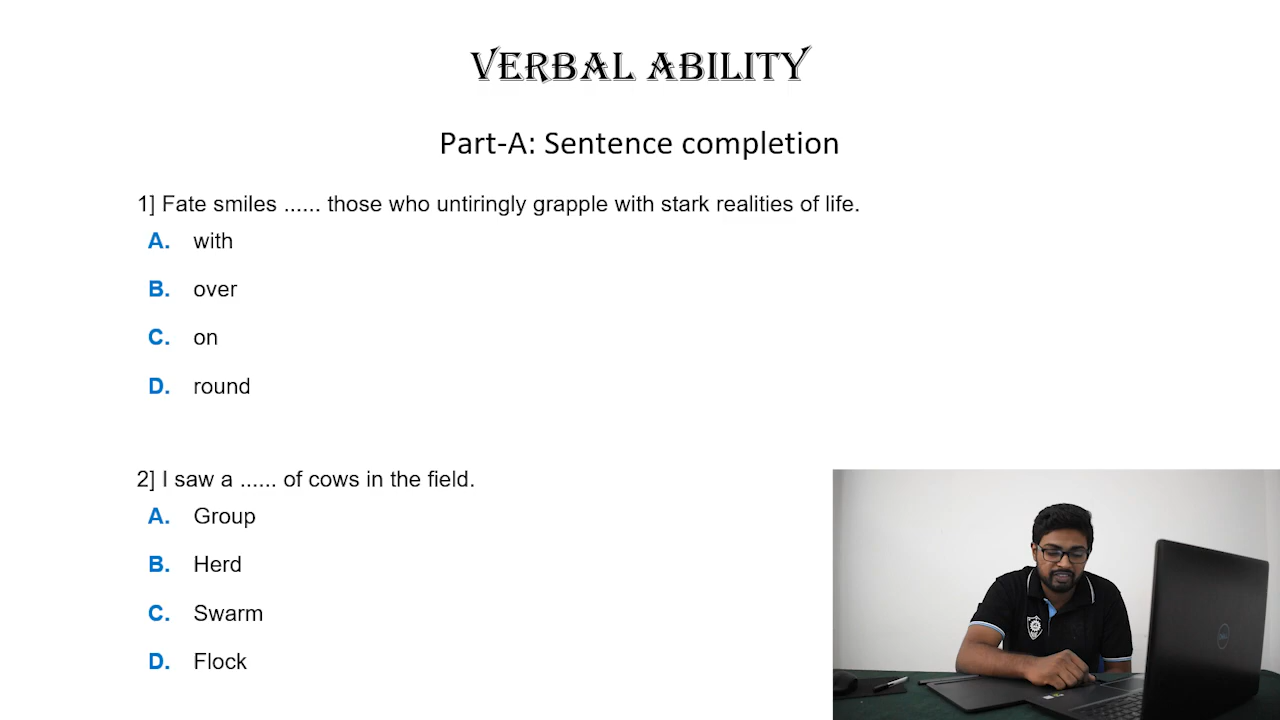 VERBAL ABILITY
Part-A: Sentence completion
1] Fate smiles ...... those who untiringly grapple with stark realities of life.
A. with
B. over
C. on
D. round
2] I saw a ...... of cows in the field.
A. Group
B. Herd
C. Swarm
D. Flock